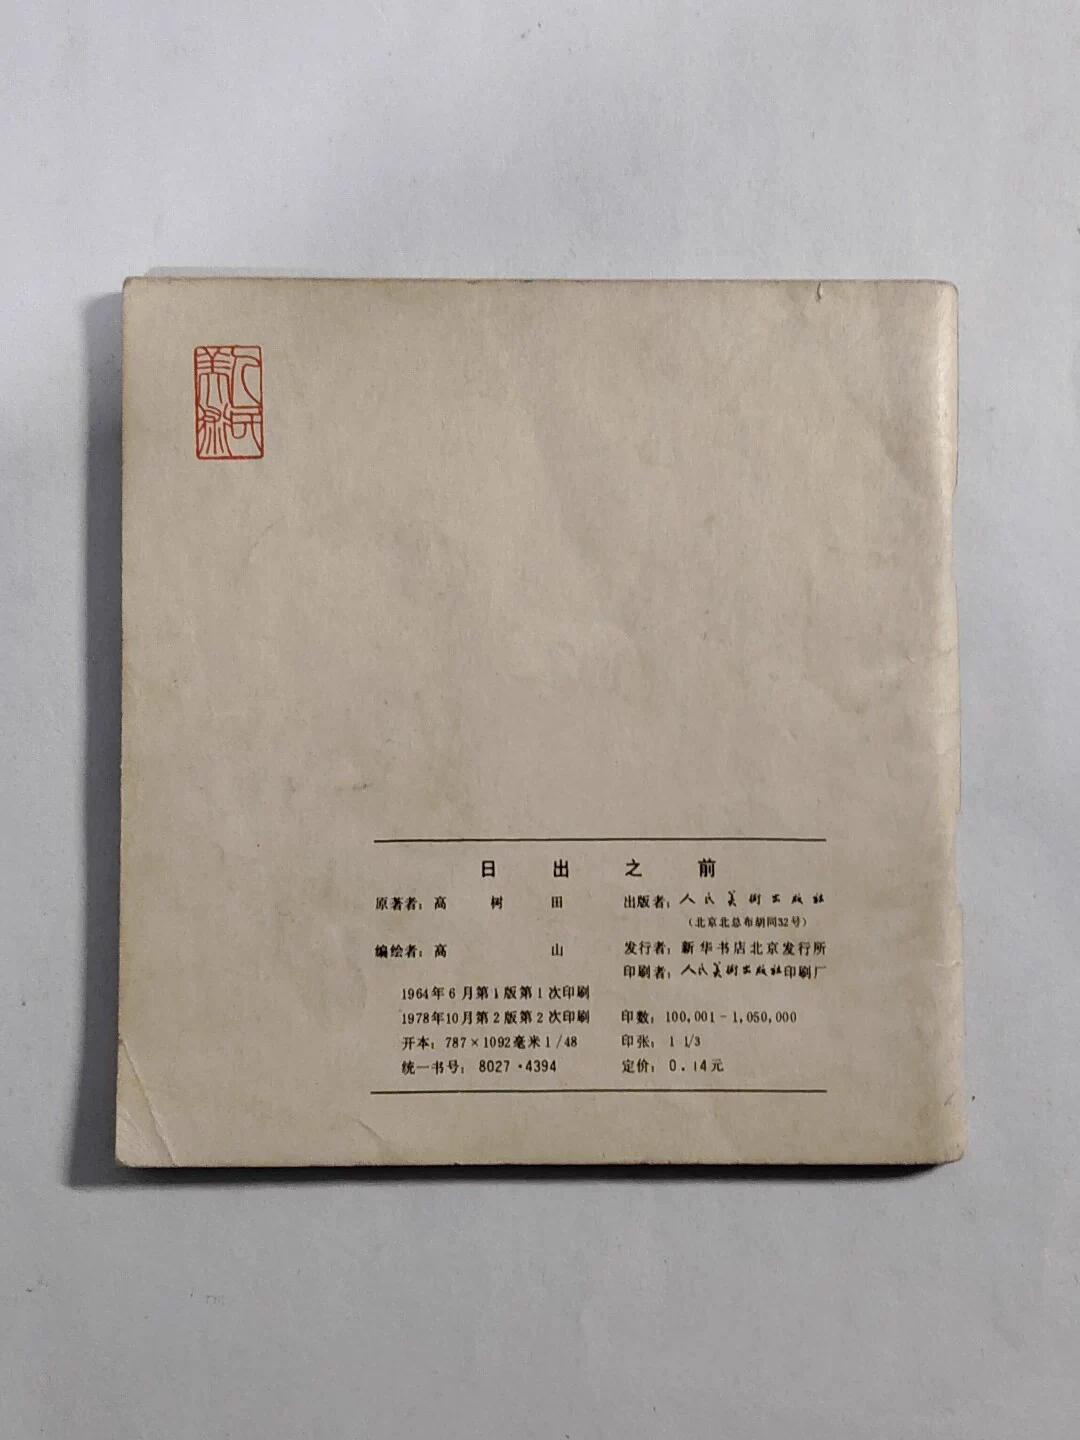 人民美术
日出之前
原著者：高树田
编绘者：高山
1964年6月第1版第1次印刷
1978年10月第2版第2次印刷
开本：787×1092毫米1/48
统一书号：8027·4394
出版者：人民美術出版社
（北京北总布胡同32号）
发行者：新华书店北京发行所
印刷者：人民美術出版社印刷厂
印数：100,001－1,050,000
印张：1 1/3
定价：0.14元